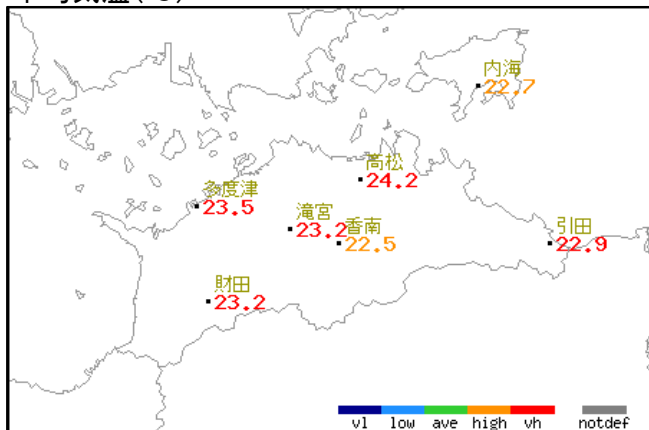 内海
22.7
高松
24.2
多度津
23.5
滝宮
23.2
香南
22.5
引田
22.9
財田
23.2
vl low ave high vh notdef